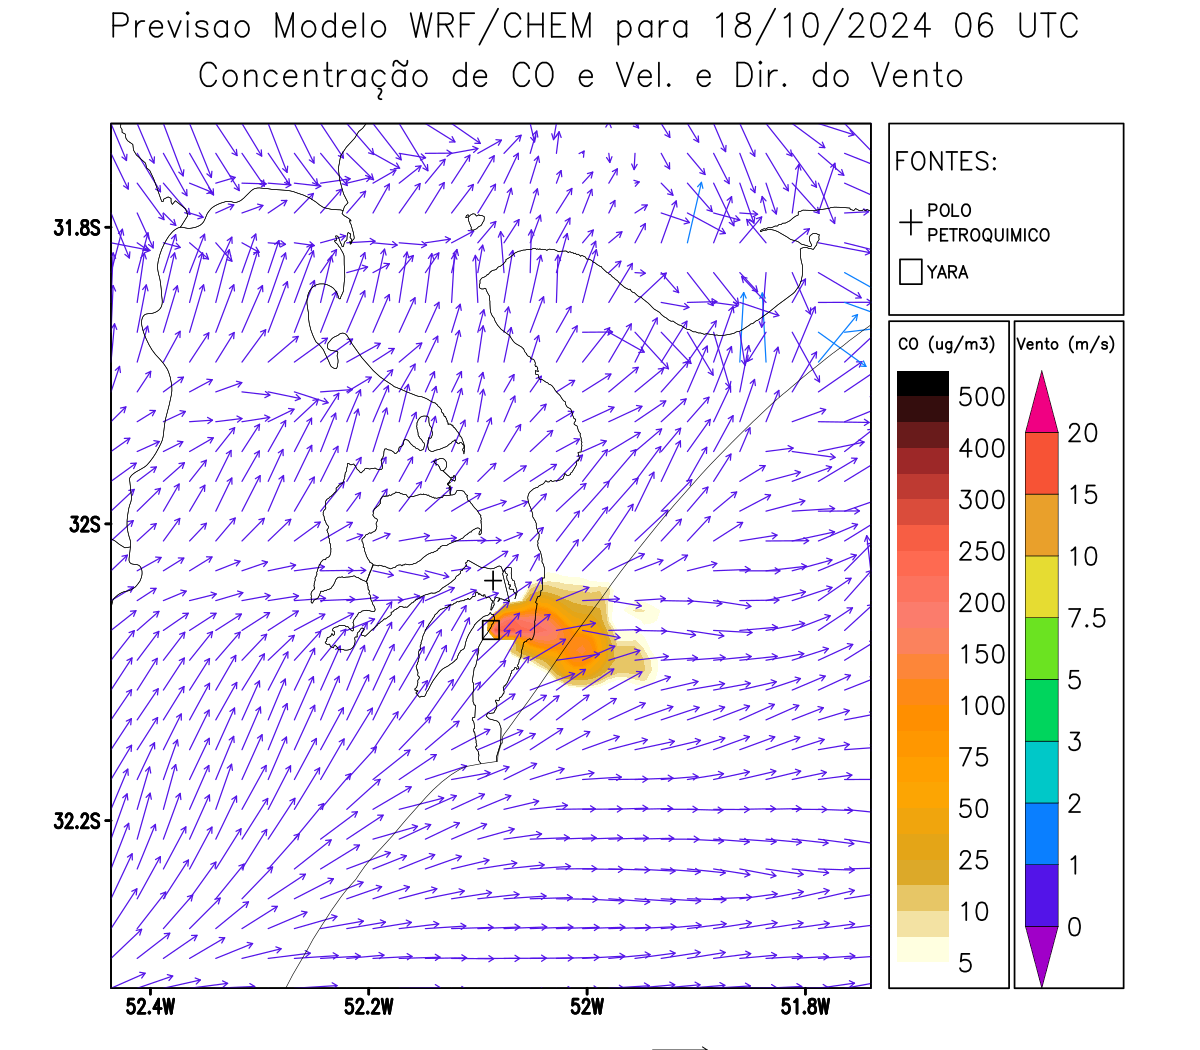 Previsao Modelo WRF/CHEM para 18/10/2024 06 UTC
Concentração de CO e Vel. e Dir. do Vento
FONTES:
POLO
PETROQUIMICO
YARA
31.8S
32S
32.2S
52.4W
52.2W
52W
51.8W
CO (ug/m3)
500
400
300
250
200
150
100
75
50
25
10
5
Vento (m/s)
20
15
10
7.5
5
3
2
1
0